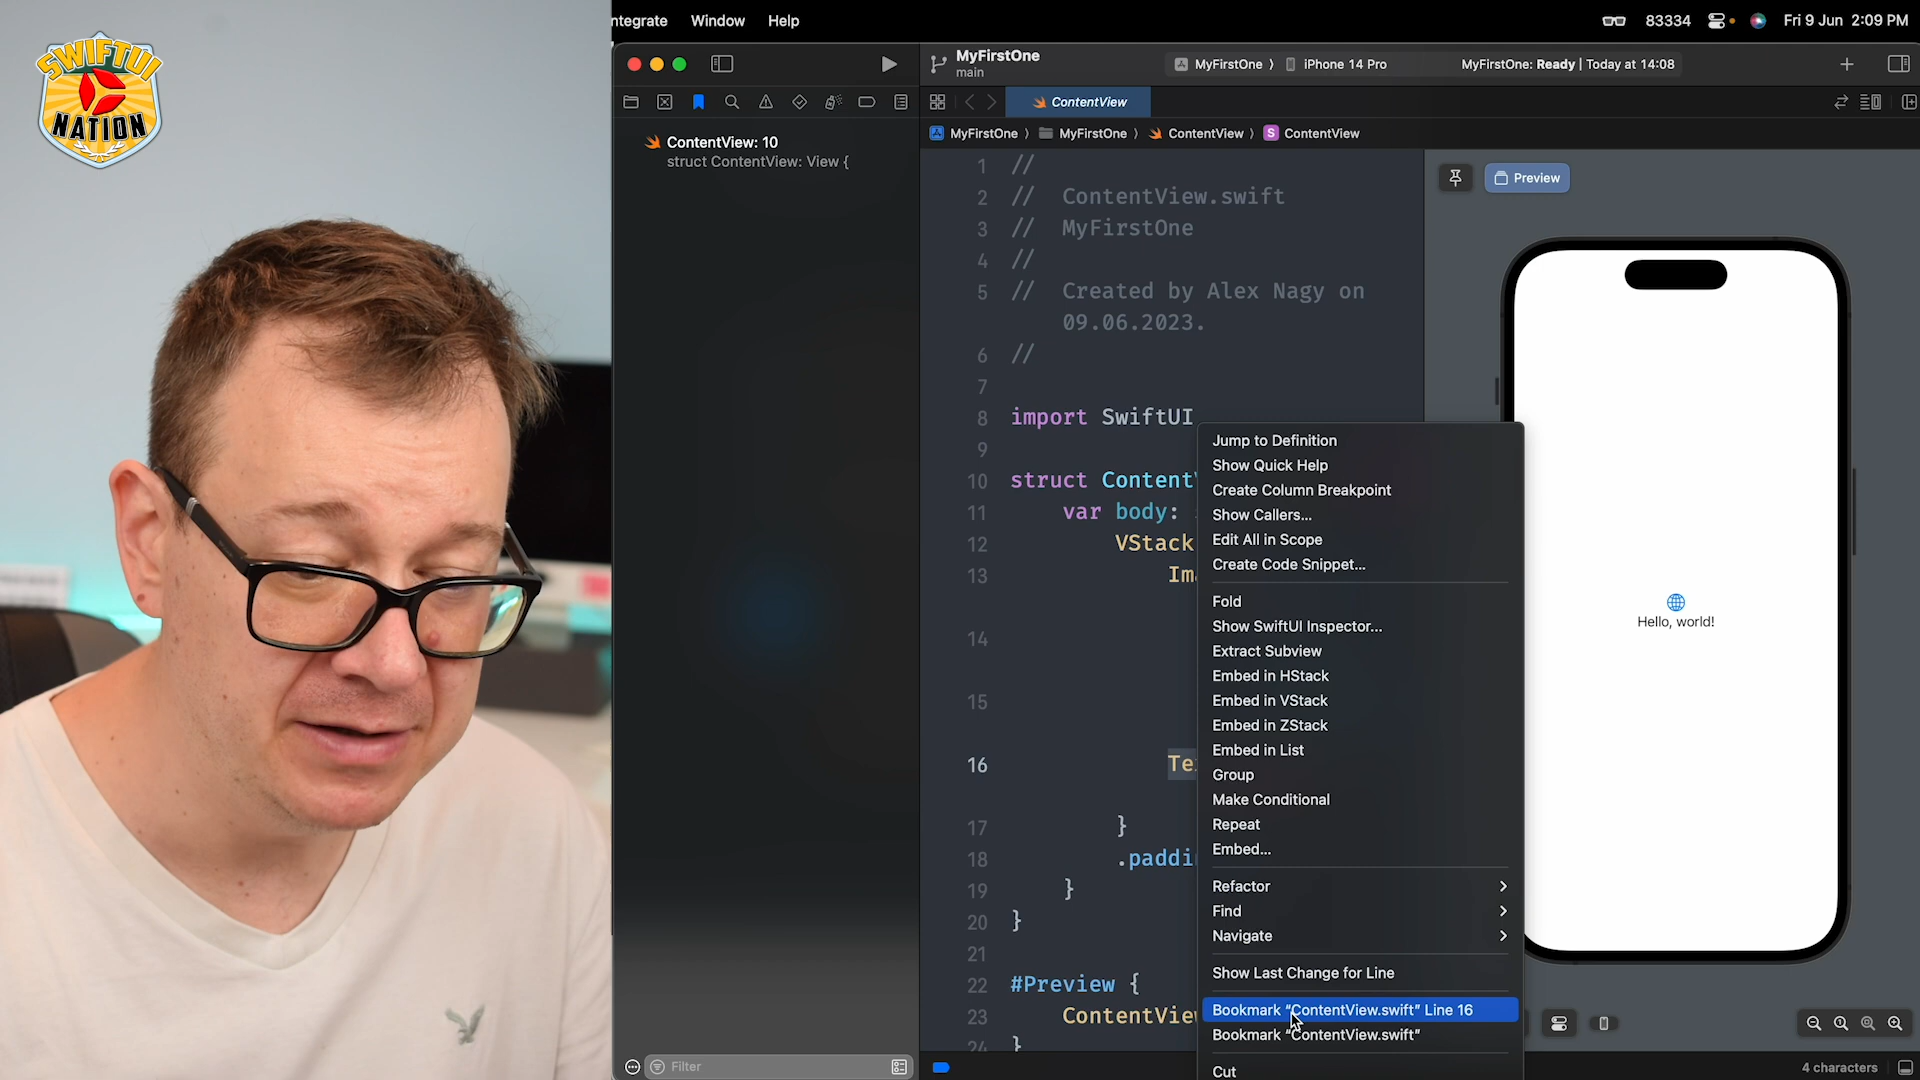 SWIFTUI
NATION
ntegrate Window Help
83334 Fri 9 Jun 2:09 PM
MyFirstOne
main
MyFirstOne 〉 iPhone 14 Pro
MyFirstOne: Ready | Today at 14:08
ContentView
MyFirstOne 〉 MyFirstOne 〉 ContentView 〉 S ContentView
ContentView: 10
struct ContentView: View {
Filter
1 //
2 // ContentView.swift
3 // MyFirstOne
4 //
5 // Created by Alex Nagy on
09.06.2023.
6 //
7
8 import SwiftUI
9
10 struct ContentV
11 var body:
12 VStack
13 Ima
14
15
16 Te
17 }
18 .paddi
19 }
20 }
21
22 #Preview {
23 ContentView
24 }
Jump to Definition
Show Quick Help
Create Column Breakpoint
Show Callers...
Edit All in Scope
Create Code Snippet...
Fold
Show SwiftUI Inspector...
Extract Subview
Embed in HStack
Embed in VStack
Embed in ZStack
Embed in List
Group
Make Conditional
Repeat
Embed...
Refactor
Find
Navigate
Show Last Change for Line
Bookmark “ContentView.swift” Line 16
Bookmark “ContentView.swift”
Cut
Preview
Hello, world!
4 characters